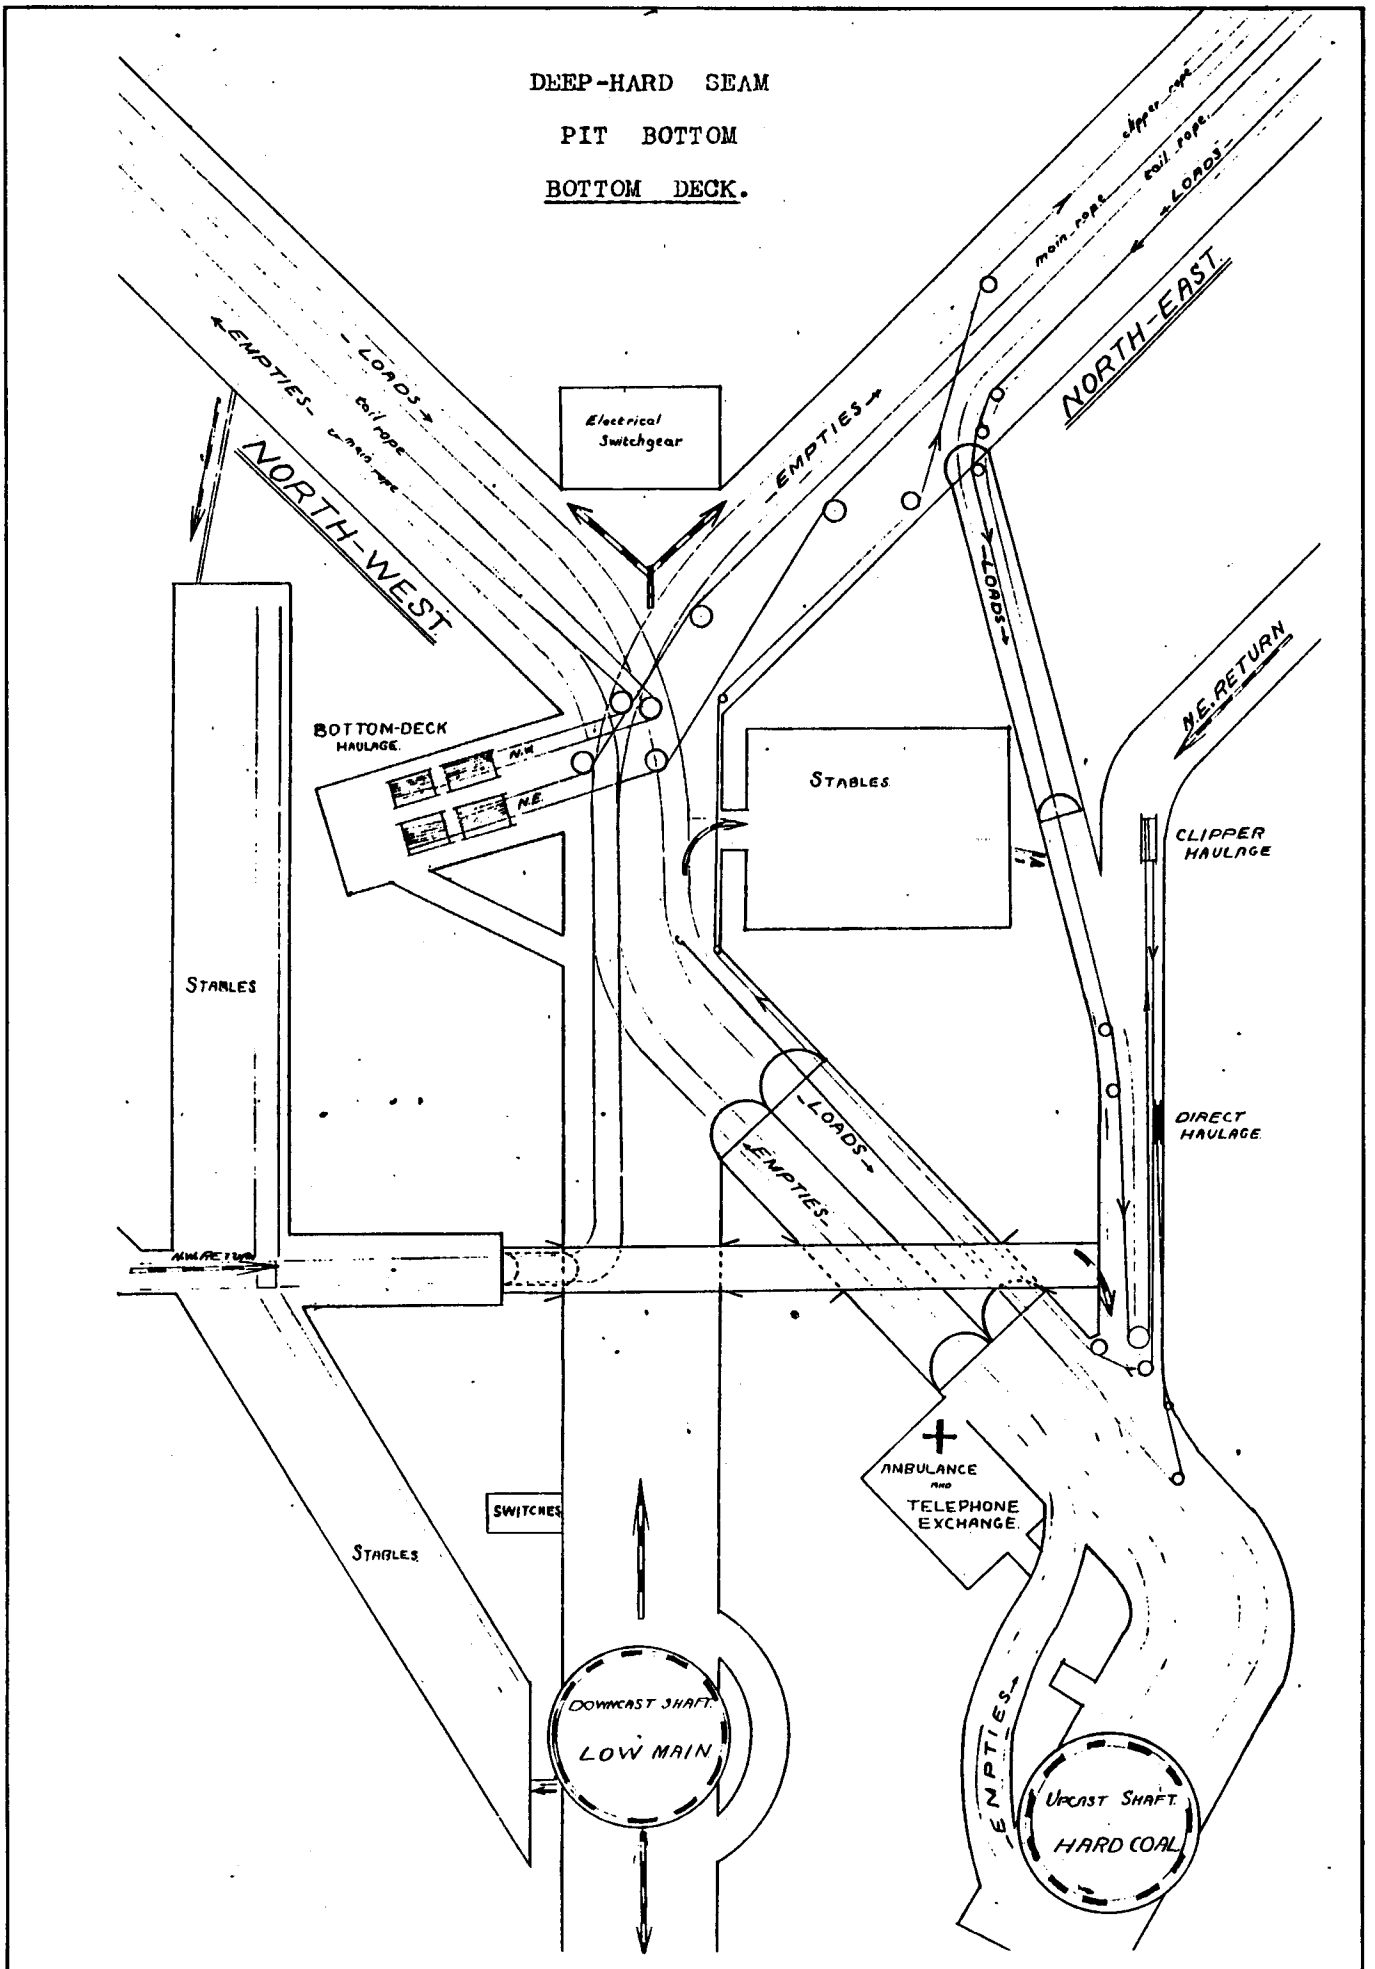 DEEP-HARD SEAM
PIT BOTTOM
BOTTOM DECK.
clipper rope
tail rope
main rope
LOADS
NORTH-EAST.
EMPTIES
LOADS
tail rope
main rope
NORTH-WEST
Electrical
Switchgear
EMPTIES
LOADS
N.E. RETURN
BOTTOM-DECK
HAULAGE.
N.W.
N.E.
STABLES
CLIPPER
HAULAGE
STABLES
LOADS
EMPTIES
DIRECT
HAULAGE.
N.W. RETURN
AMBULANCE
AND
TELEPHONE
EXCHANGE.
SWITCHES
STABLES
EMPTIES
DOWNCAST SHAFT.
LOW MAIN
UPCAST SHAFT.
HARD COAL